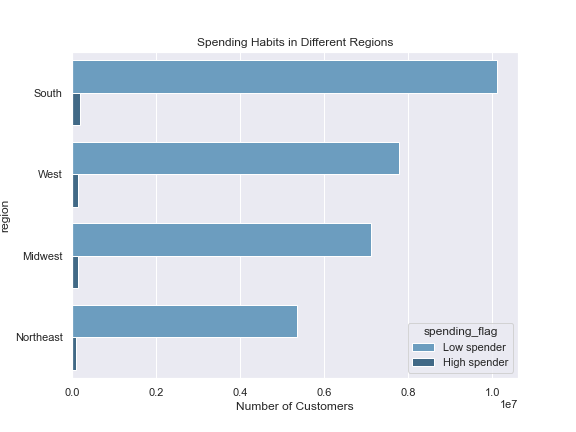 Spending Habits in Different Regions
South
West
Midwest
Northeast
region
spending_flag
Low spender
High spender
0.0
0.2
0.4
0.6
0.8
1.0
1e7
Number of Customers